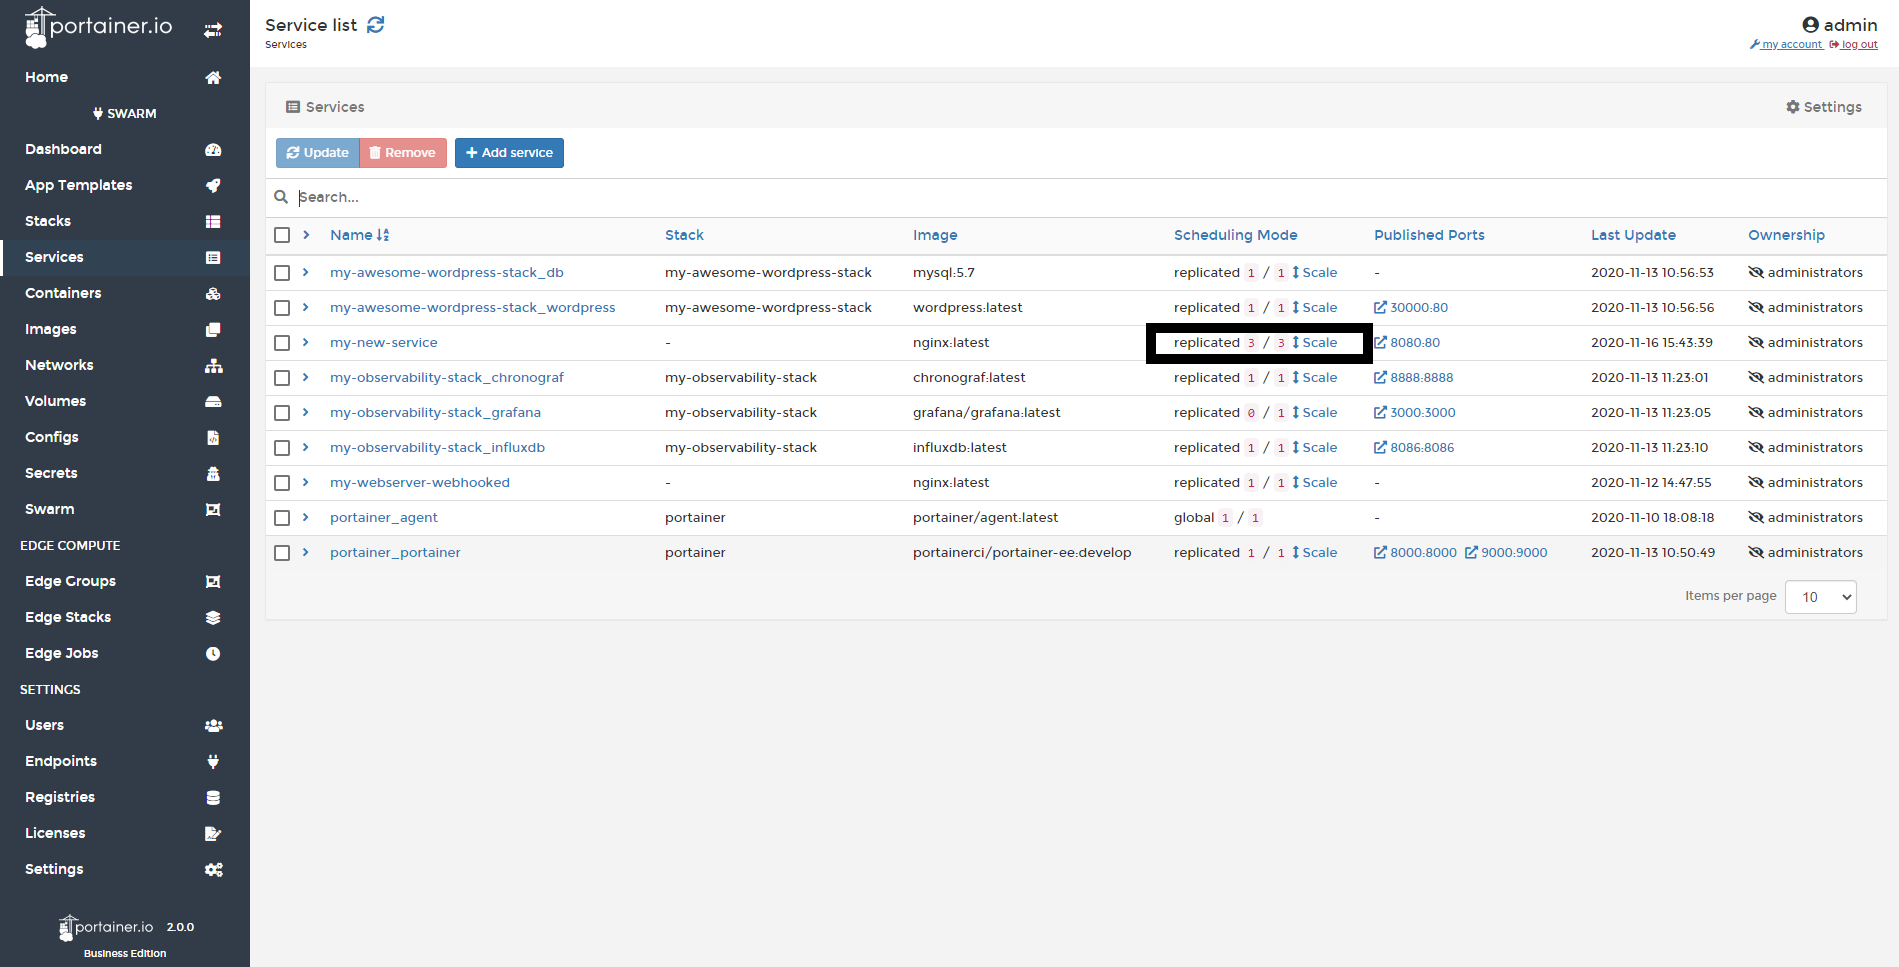 portainer.io
Home
SWARM
Dashboard
App Templates
Stacks
Services
Containers
Images
Networks
Volumes
Configs
Secrets
Swarm
EDGE COMPUTE
Edge Groups
Edge Stacks
Edge Jobs
SETTINGS
Users
Endpoints
Registries
Licenses
Settings
portainer.io 2.0.0
Business Edition
Service list
Services
admin
my account log out
Services Settings
Update Remove Add service
Search...
Name Stack Image Scheduling Mode Published Ports Last Update Ownership
my-awesome-wordpress-stack_db my-awesome-wordpress-stack mysql:5.7 replicated 1 / 1 Scale - 2020-11-13 10:56:53 administrators
my-awesome-wordpress-stack_wordpress my-awesome-wordpress-stack wordpress:latest replicated 1 / 1 Scale 30000:80 2020-11-13 10:56:56 administrators
my-new-service - nginx:latest replicated 3 / 3 Scale 8080:80 2020-11-16 15:43:39 administrators
my-observability-stack_chronograf my-observability-stack chronograf:latest replicated 1 / 1 Scale 8888:8888 2020-11-13 11:23:01 administrators
my-observability-stack_grafana my-observability-stack grafana/grafana:latest replicated 0 / 1 Scale 3000:3000 2020-11-13 11:23:05 administrators
my-observability-stack_influxdb my-observability-stack influxdb:latest replicated 1 / 1 Scale 8086:8086 2020-11-13 11:23:10 administrators
my-webserver-webhooked - nginx:latest replicated 1 / 1 Scale - 2020-11-12 14:47:55 administrators
portainer_agent portainer portainer/agent:latest global 1 / 1 - 2020-11-10 18:08:18 administrators
portainer_portainer portainer portainerci/portainer-ee:develop replicated 1 / 1 Scale 8000:8000 9000:9000 2020-11-13 10:50:49 administrators
Items per page 10